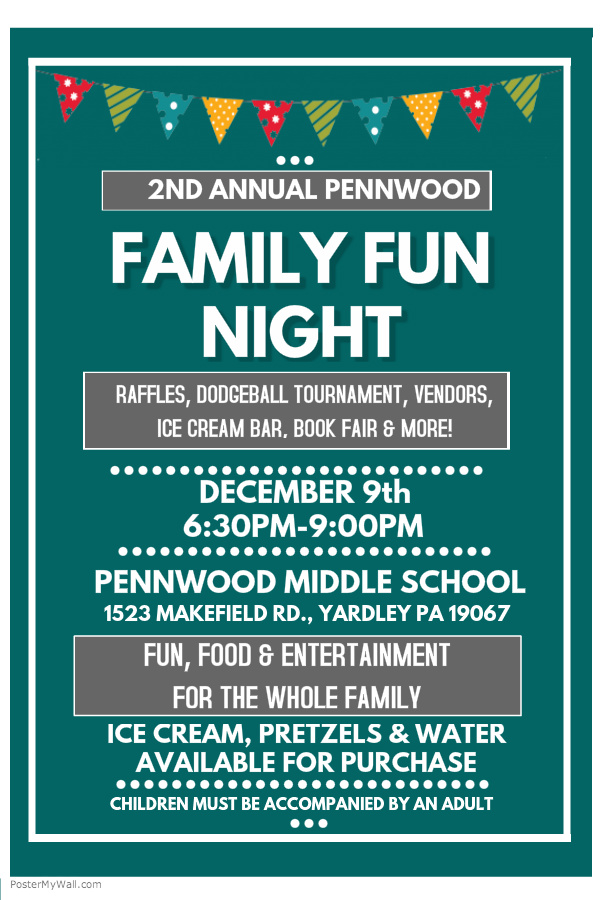 2ND ANNUAL PENNWOOD
FAMILY FUN
NIGHT
RAFFLES, DODGEBALL TOURNAMENT, VENDORS,
ICE CREAM BAR, BOOK FAIR & MORE!
DECEMBER 9th
6:30PM-9:00PM
PENNWOOD MIDDLE SCHOOL
1523 MAKEFIELD RD., YARDLEY PA 19067
FUN, FOOD & ENTERTAINMENT
FOR THE WHOLE FAMILY
ICE CREAM, PRETZELS & WATER
AVAILABLE FOR PURCHASE
CHILDREN MUST BE ACCOMPANIED BY AN ADULT
PosterMyWall.com